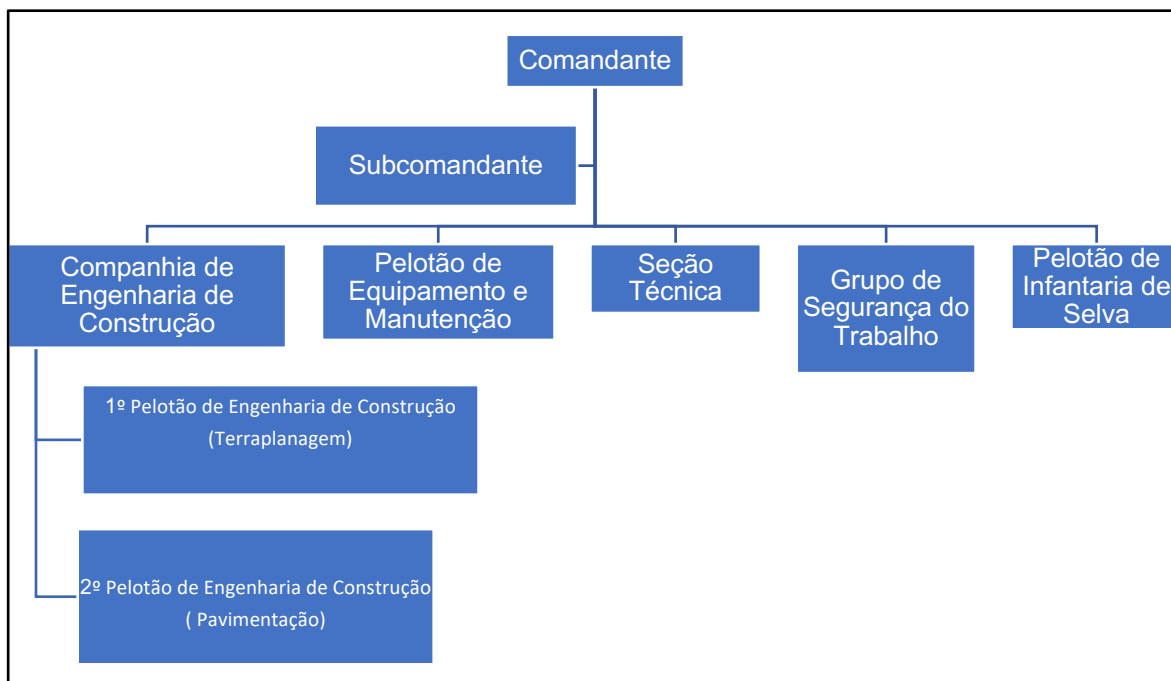 Comandante
Subcomandante
Companhia de
Engenharia de
Construção
Pelotão de
Equipamento e
Manutenção
Seção
Técnica
Grupo de
Segurança do
Trabalho
Pelotão de
Infantaria de
Selva
1º Pelotão de Engenharia de Construção
(Terraplanagem)
2º Pelotão de Engenharia de Construção
( Pavimentação)